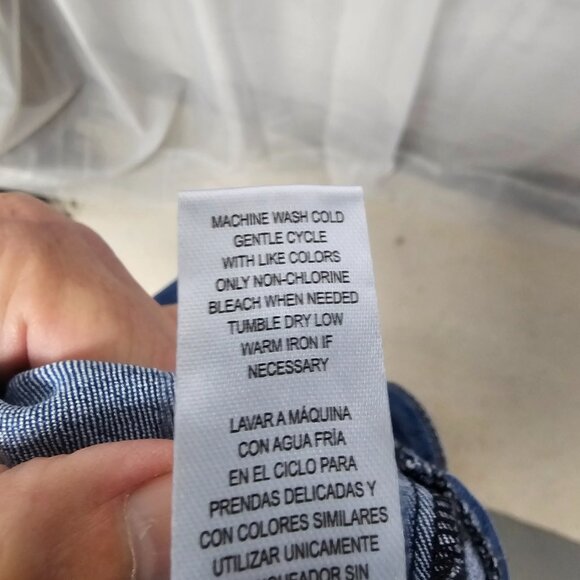 MACHINE WASH COLD
GENTLE CYCLE
WITH LIKE COLORS
ONLY NON-CHLORINE
BLEACH WHEN NEEDED
TUMBLE DRY LOW
WARM IRON IF
NECESSARY
LAVAR A MÁQUINA
CON AGUA FRÍA
EN EL CICLO PARA
PRENDAS DELICADAS Y
CON COLORES SIMILARES
UTILIZAR UNICAMENTE
SIN